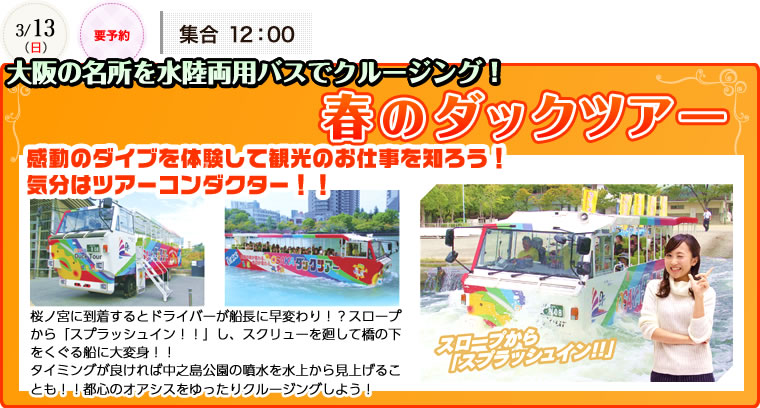 3/13
（日）
要予約
集合 12：00
大阪の名所を水陸両用バスでクルージング！
春のダックツアー
感動のダイブを体験して観光のお仕事を知ろう！
気分はツアーコンダクター！！
Duck Tour
ダックツアー
スロープから
「スプラッシュイン!!」
桜ノ宮に到着するとドライバーが船長に早変わり！？スロープ
から「スプラッシュイン！！」し、スクリューを廻して橋の下
をくぐる船に大変身！！
タイミングが良ければ中之島公園の噴水を水上から見上げるこ
とも！！都心のオアシスをゆったりクルージングしよう！